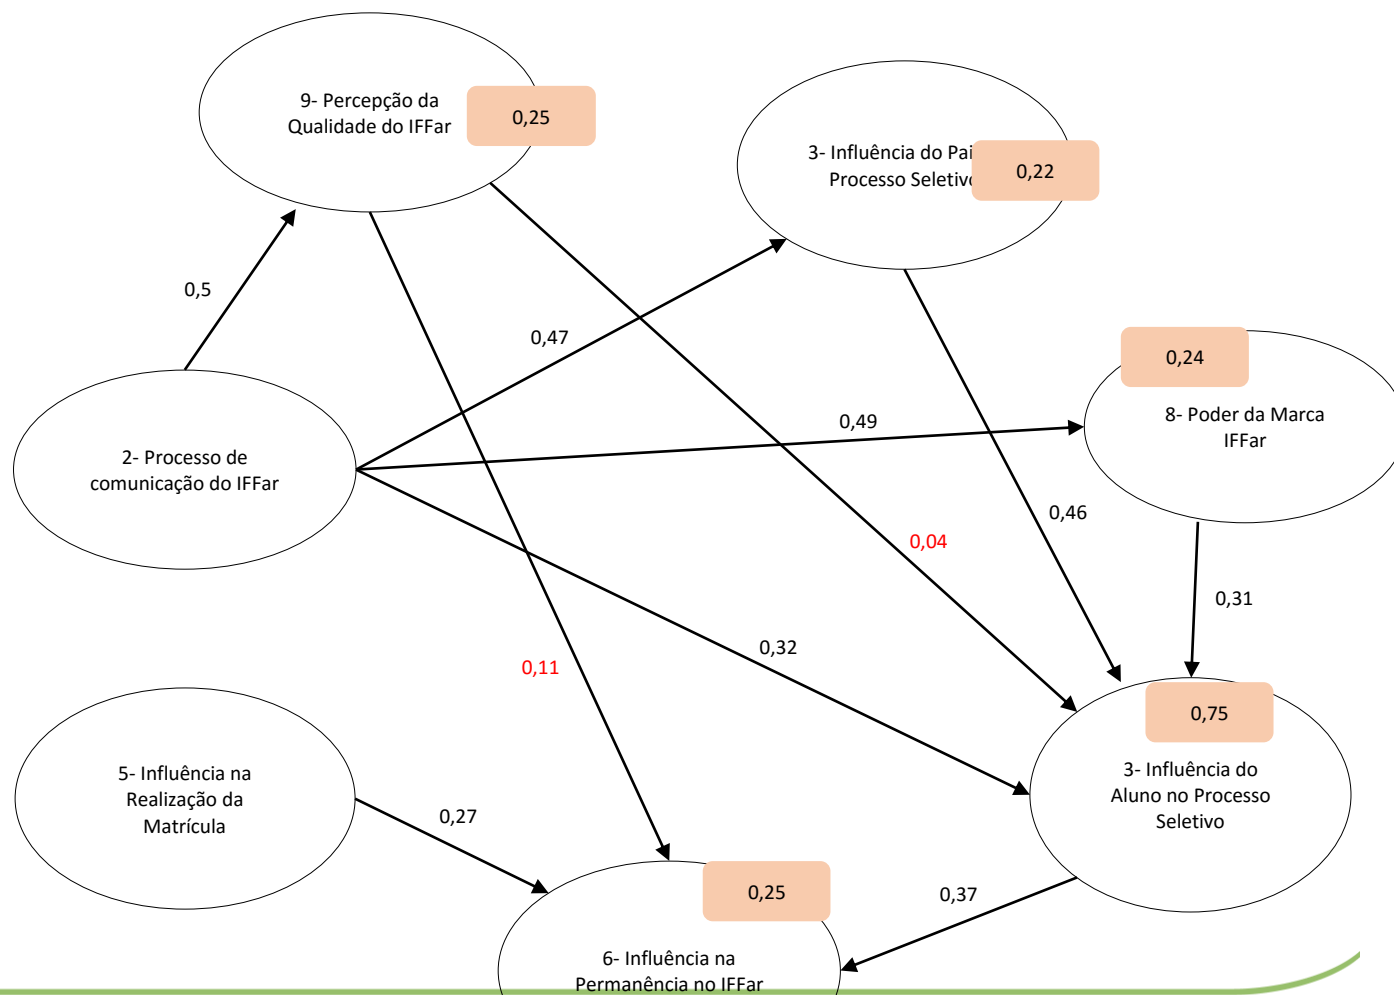 9- Percepção da
Qualidade do IFFar
0,25
3- Influência do Pai
Processo Seletivo
0,22
0,5
0,47
0,24
8- Poder da Marca
IFFar
0,49
2- Processo de
comunicação do IFFar
0,46
0,04
0,31
0,32
0,11
0,75
3- Influência do
Aluno no Processo
Seletivo
5- Influência na
Realização da
Matrícula
0,27
0,25
0,37
6- Influência na
Permanência no IFFar